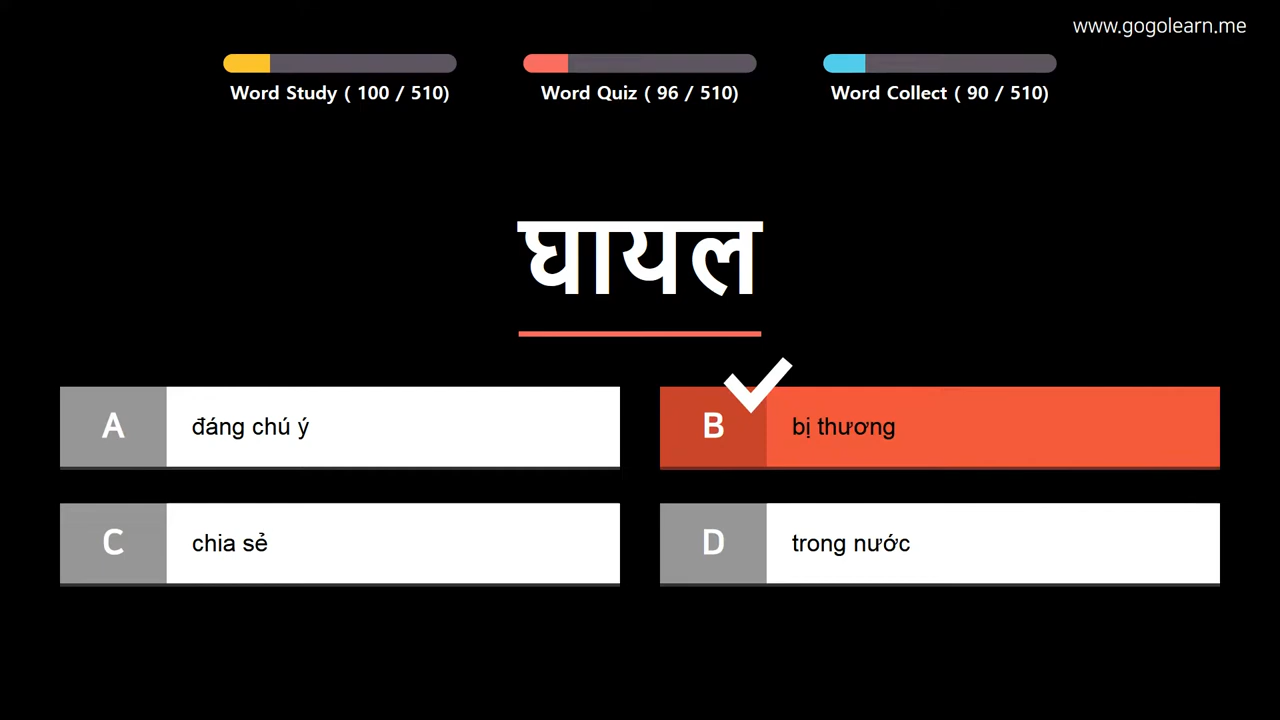 www.gogolearn.me
Word Study ( 100 / 510)
Word Quiz ( 96 / 510)
Word Collect ( 90 / 510)
घायल
A đáng chú ý
B bị thương
C chia sẻ
D trong nước